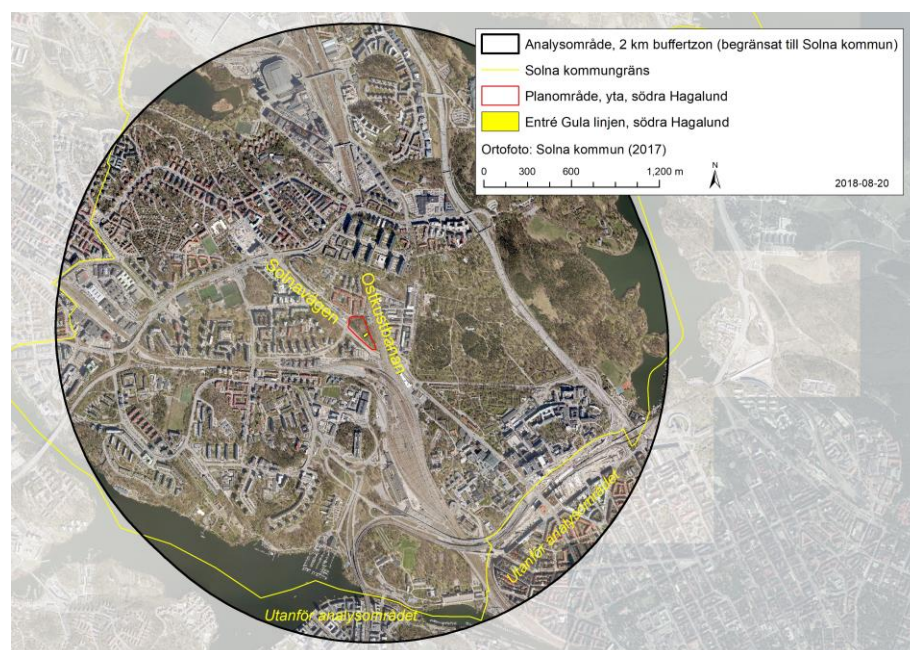 Analysområde, 2 km buffertzon (begränsat till Solna kommun)
Solna kommungräns
Planområde, yta, södra Hagalund
Entré Gula linjen, södra Hagalund
Ortofoto: Solna kommun (2017)
N
0 300 600 1,200 m
2018-08-20
Solnavägen
Ostkustbanan
Utanför analysområdet
Utanför analysområdet